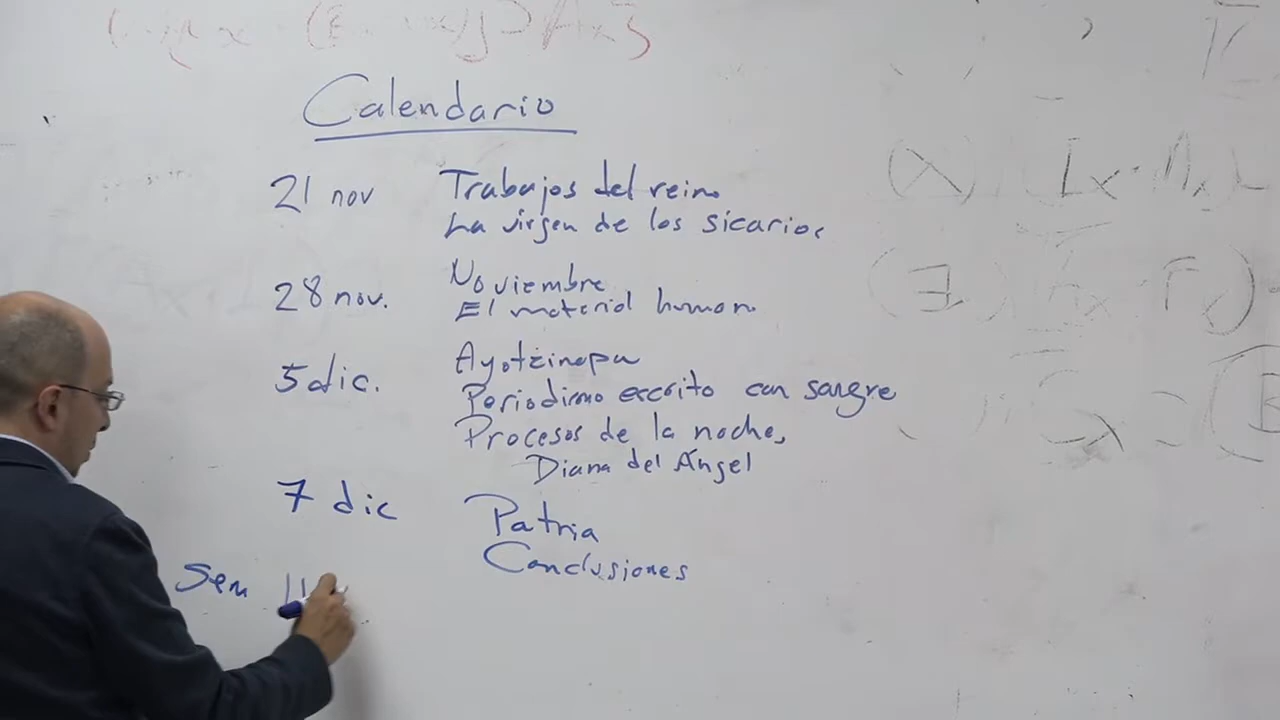 Calendario
21 nov Trabajos del reino
La virgen de los sicarios
28 nov. Noviembre
El material humano
5 dic. Ayotzinapa
Periodismo escrito con sangre
Procesos de la noche,
Diana del Ángel
7 dic Patria
Conclusiones
Sem 11